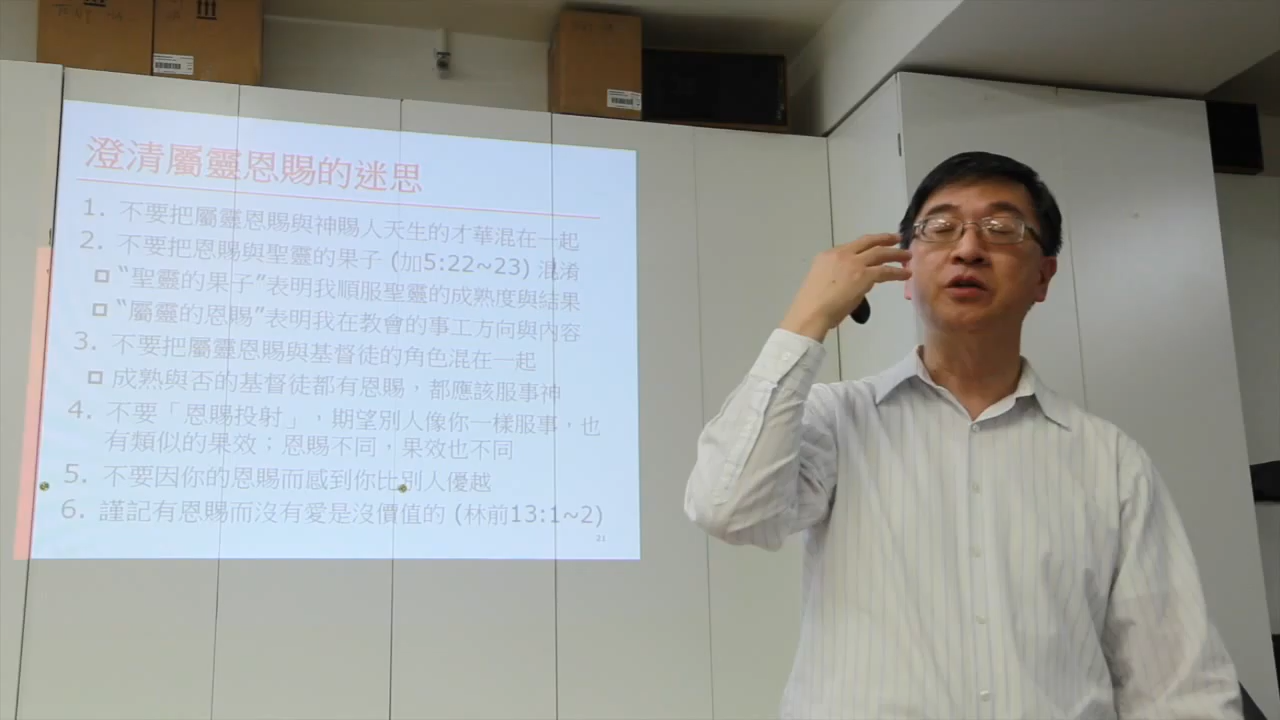 澄清屬靈恩賜的迷思
1. 不要把屬靈恩賜與神賜人天生的才華混在一起
2. 不要把恩賜與聖靈的果子 (加5:22~23) 混淆
“聖靈的果子”表明我順服聖靈的成熟度與結果
“屬靈的恩賜”表明我在教會的事工方向與內容
3. 不要把屬靈恩賜與基督徒的角色混在一起
成熟與否的基督徒都有恩賜，都應該服事神
4. 不要「恩賜投射」，期望別人像你一樣服事，也
有類似的果效；恩賜不同，果效也不同
5. 不要因你的恩賜而感到你比別人優越
6. 謹記有恩賜而沒有愛是沒價值的 (林前13:1~2)
21